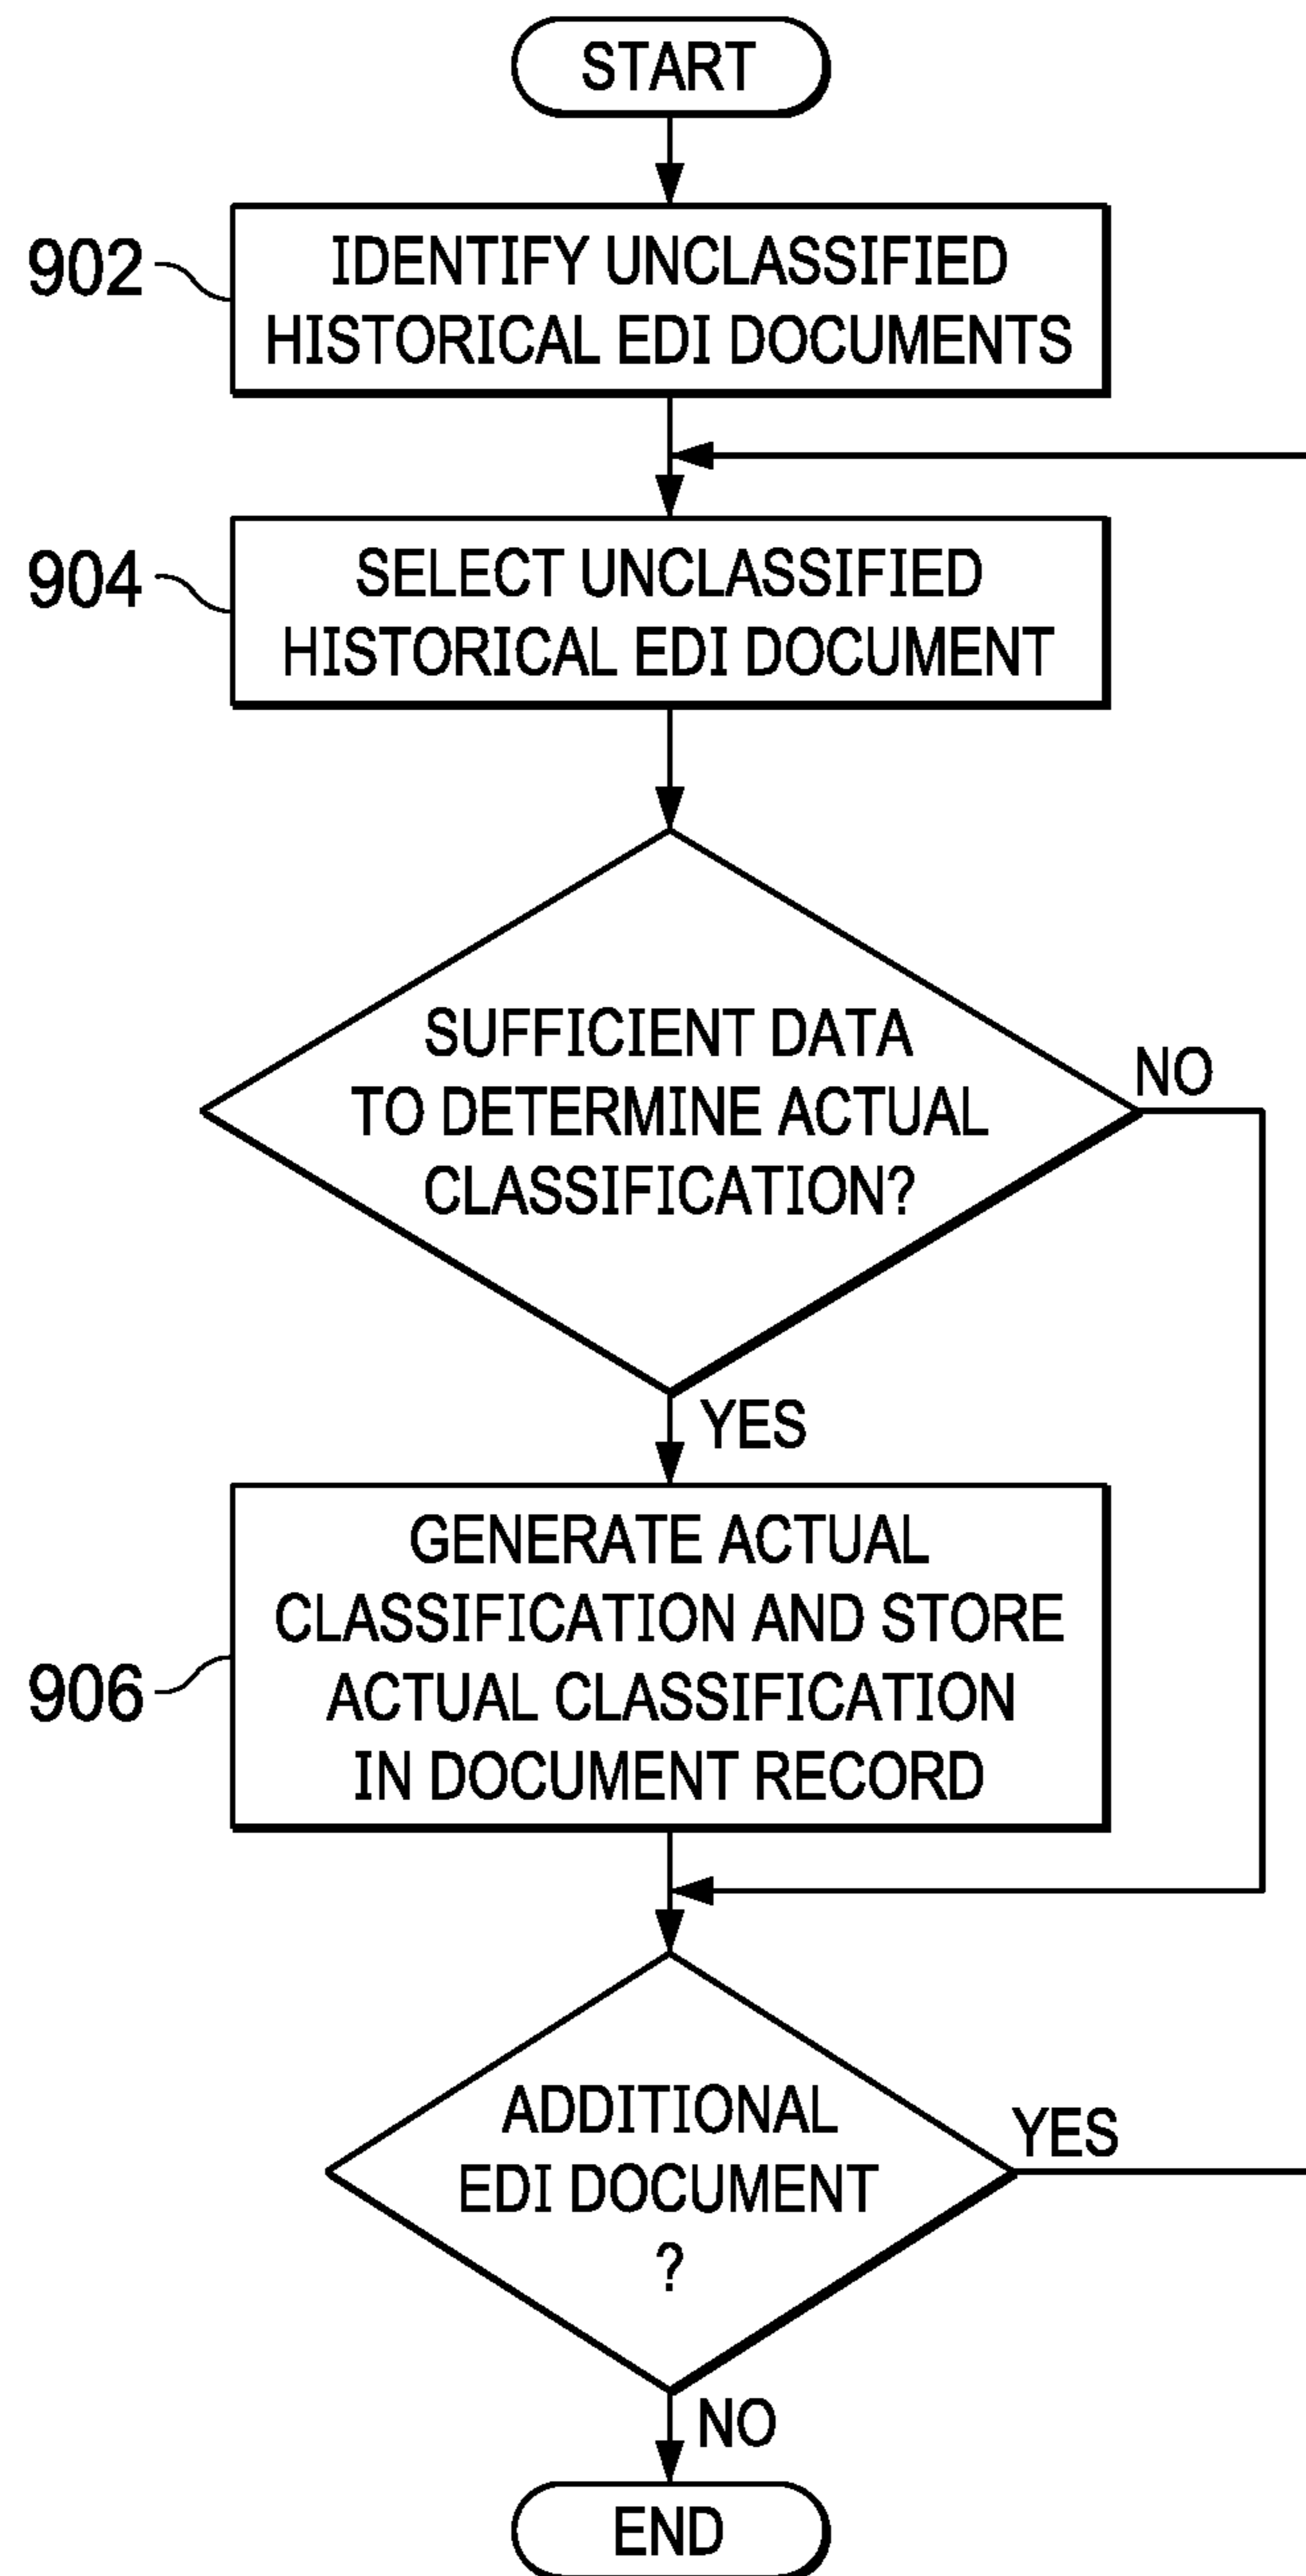 START
902
IDENTIFY UNCLASSIFIED
HISTORICAL EDI DOCUMENTS
904
SELECT UNCLASSIFIED
HISTORICAL EDI DOCUMENT
SUFFICIENT DATA
TO DETERMINE ACTUAL
CLASSIFICATION?
NO
YES
906
GENERATE ACTUAL
CLASSIFICATION AND STORE
ACTUAL CLASSIFICATION
IN DOCUMENT RECORD
ADDITIONAL
EDI DOCUMENT
?
YES
NO
END